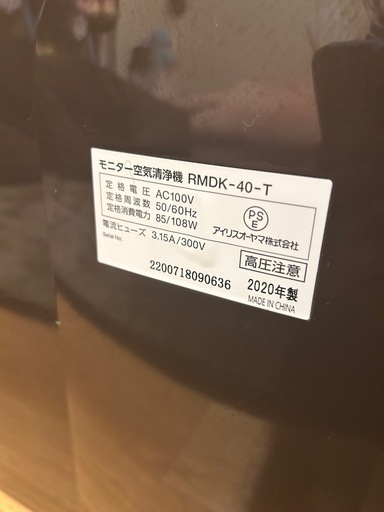 モニター空気清浄機 RMDK-40-T
定格電圧 AC100V
定格周波数 50/60Hz
定格消費電力 85/108W
電流ヒューズ 3.15A/300V
Serial No:
2200718090636
PSE
アイリスオーヤマ株式会社
高圧注意
2020年製
MADE IN CHINA